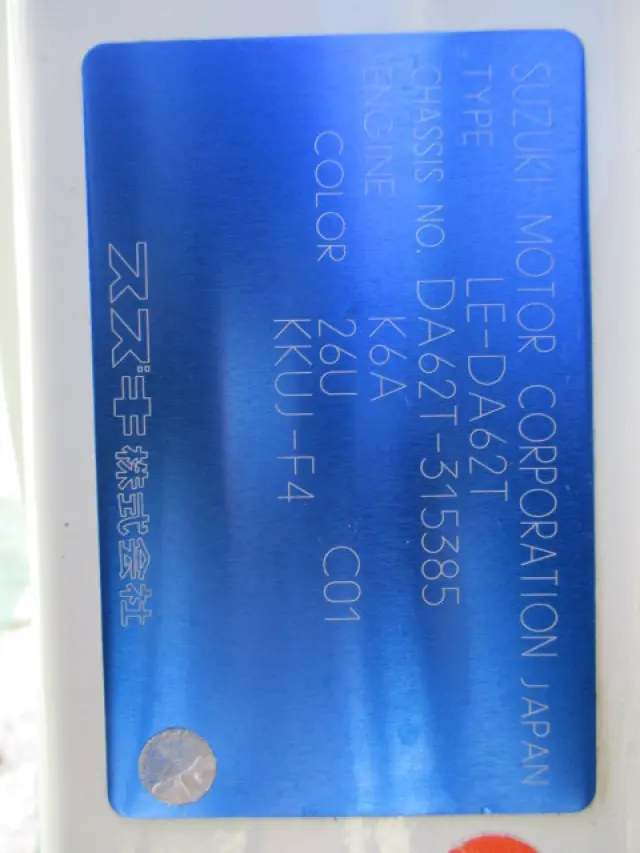 SUZUKI MOTOR CORPORATION JAPAN
TYPE LE-DA62T
CHASSIS NO. DA62T-315385
ENGINE K6A
COLOR 26U C01
KKUJ-F4
スズキ株式会社